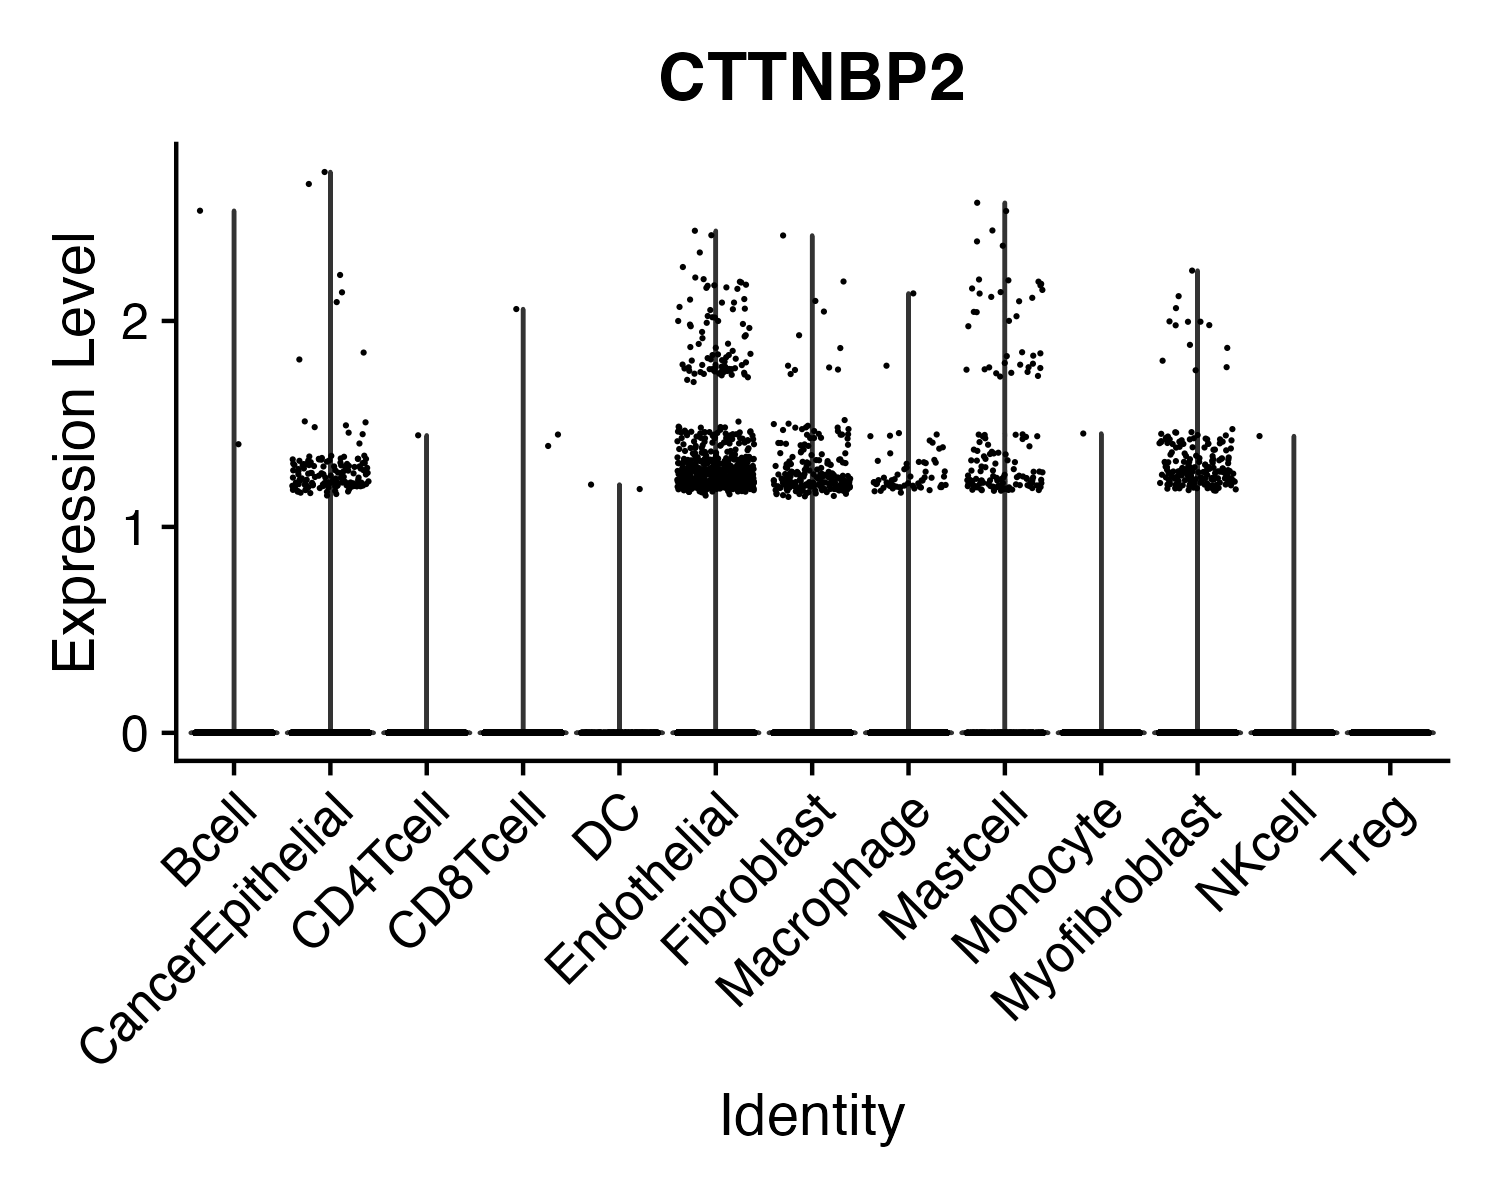 CTTNBP2
Expression Level
2
1
0
Bcell
CancerEpithelial
CD4Tcell
CD8Tcell
DC
Endothelial
Fibroblast
Macrophage
Mastcell
Monocyte
Myofibroblast
NKcell
Treg
Identity